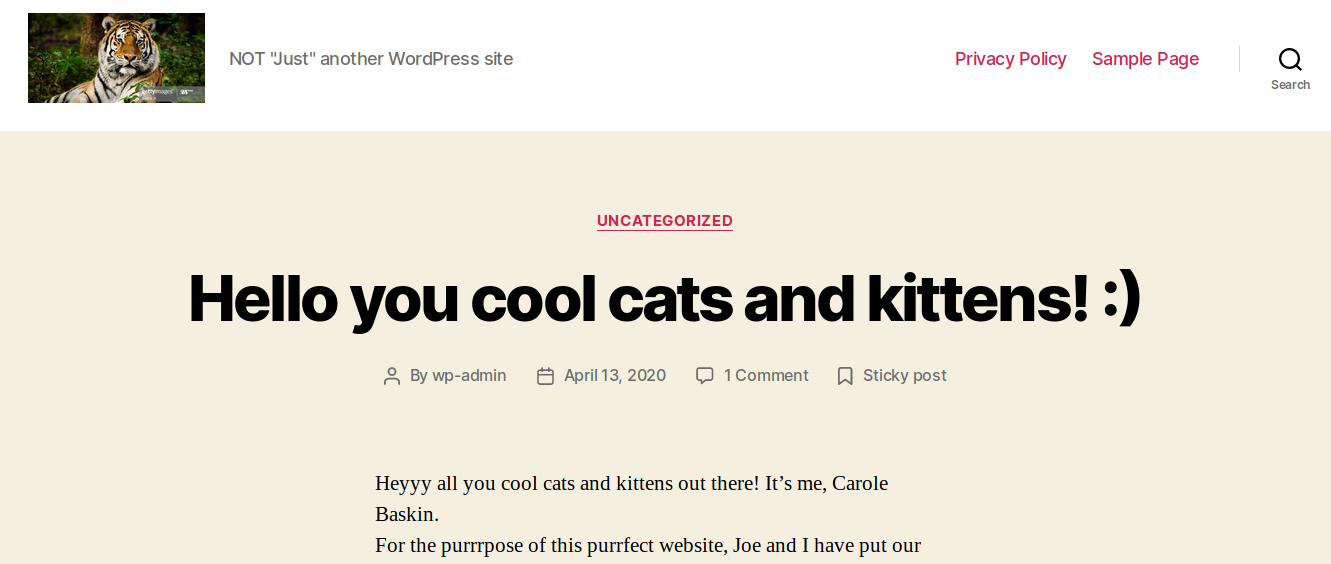 gettyimages
NOT "Just" another WordPress site
Privacy Policy
Sample Page
Search
UNCATEGORIZED
Hello you cool cats and kittens! :)
By wp-admin
April 13, 2020
1 Comment
Sticky post
Heyyy all you cool cats and kittens out there! It’s me, Carole
Baskin.
For the purrrpose of this purrfect website, Joe and I have put our